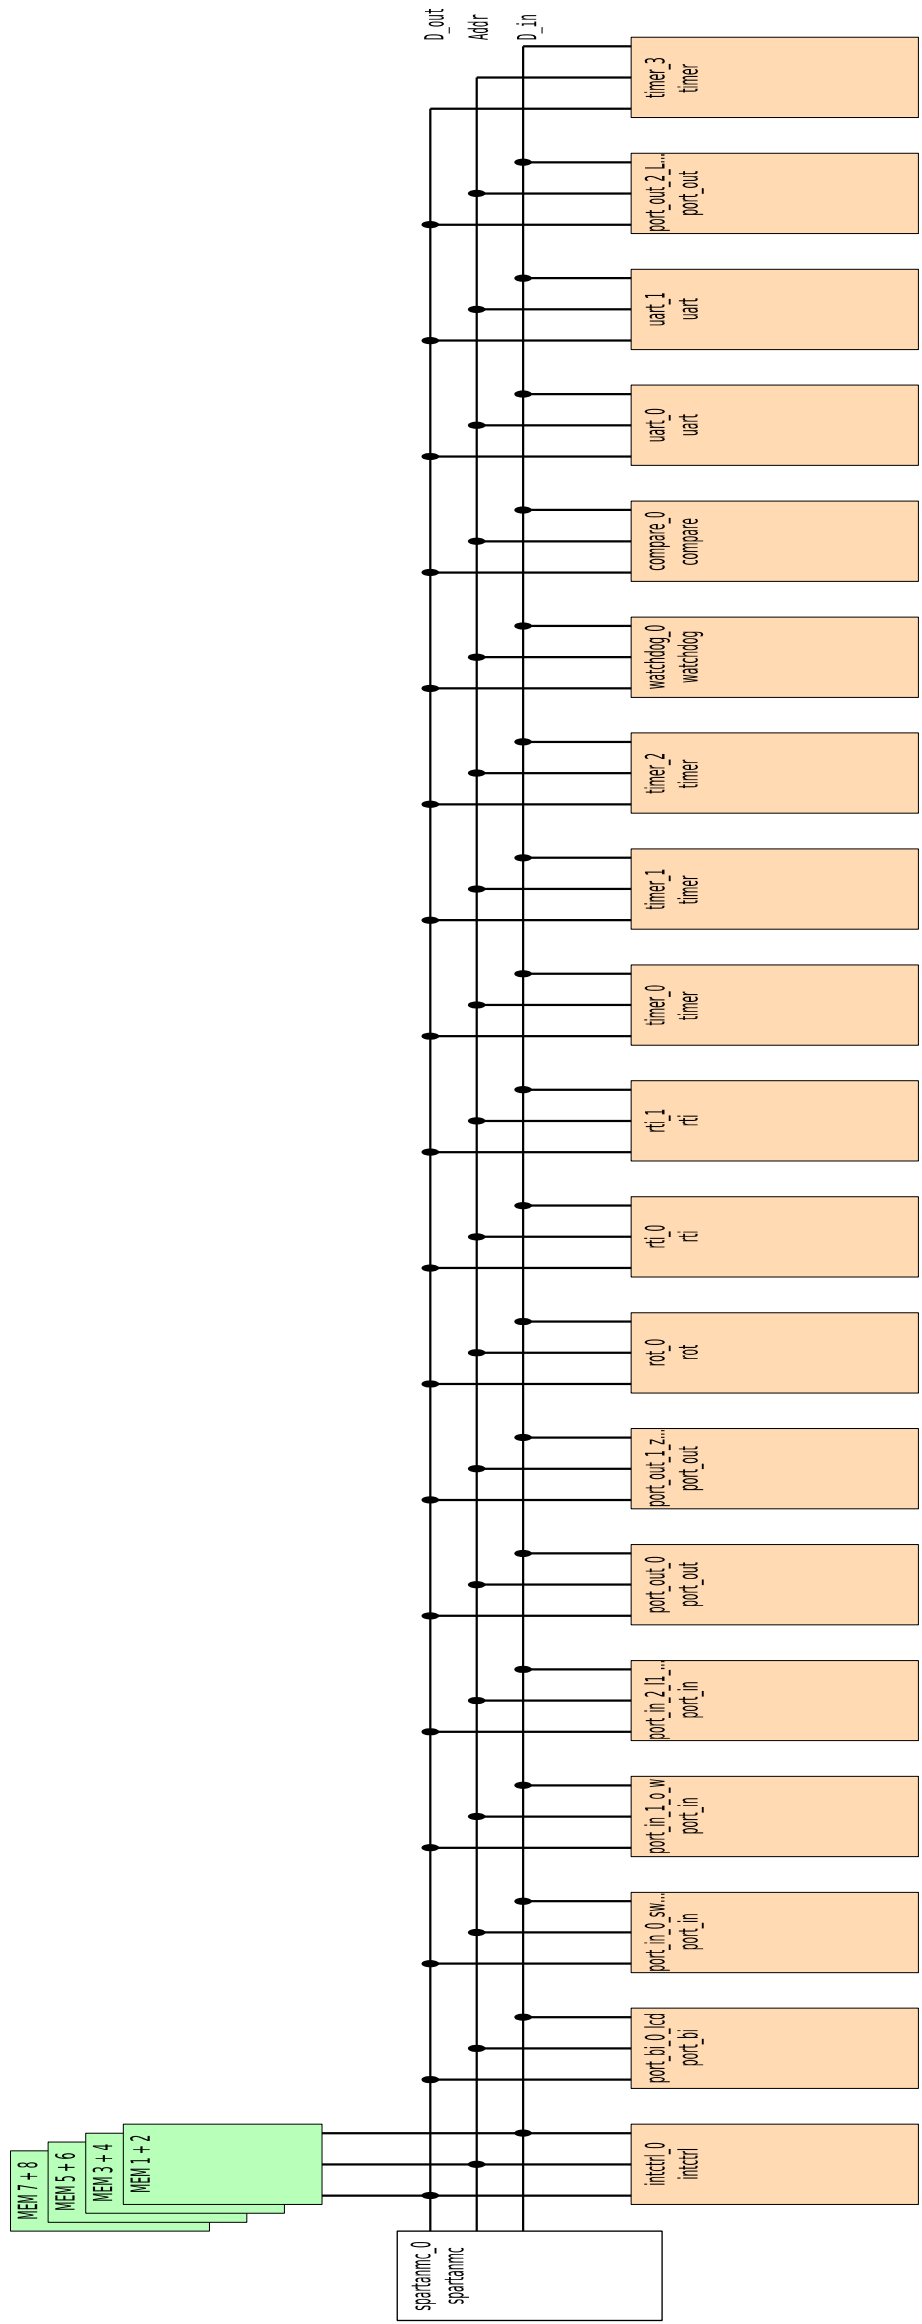 MEM 7 + 8
MEM 5 + 6
MEM 3 + 4
MEM 1 + 2
spartanmc_0
spartanmc
D_out
Addr
D_in
intctrl_0
intctrl
port_bi_0_lcd
port_bi
port_in_0_sw...
port_in
port_in_1_o_w
port_in
port_in_2_l1_...
port_in
port_out_0
port_out
port_out_1_z...
port_out
rot_0
rot
rti_0
rti
rti_1
rti
timer_0
timer
timer_1
timer
timer_2
timer
watchdog_0
watchdog
compare_0
compare
uart_0
uart
uart_1
uart
port_out_2_L...
port_out
timer_3
timer